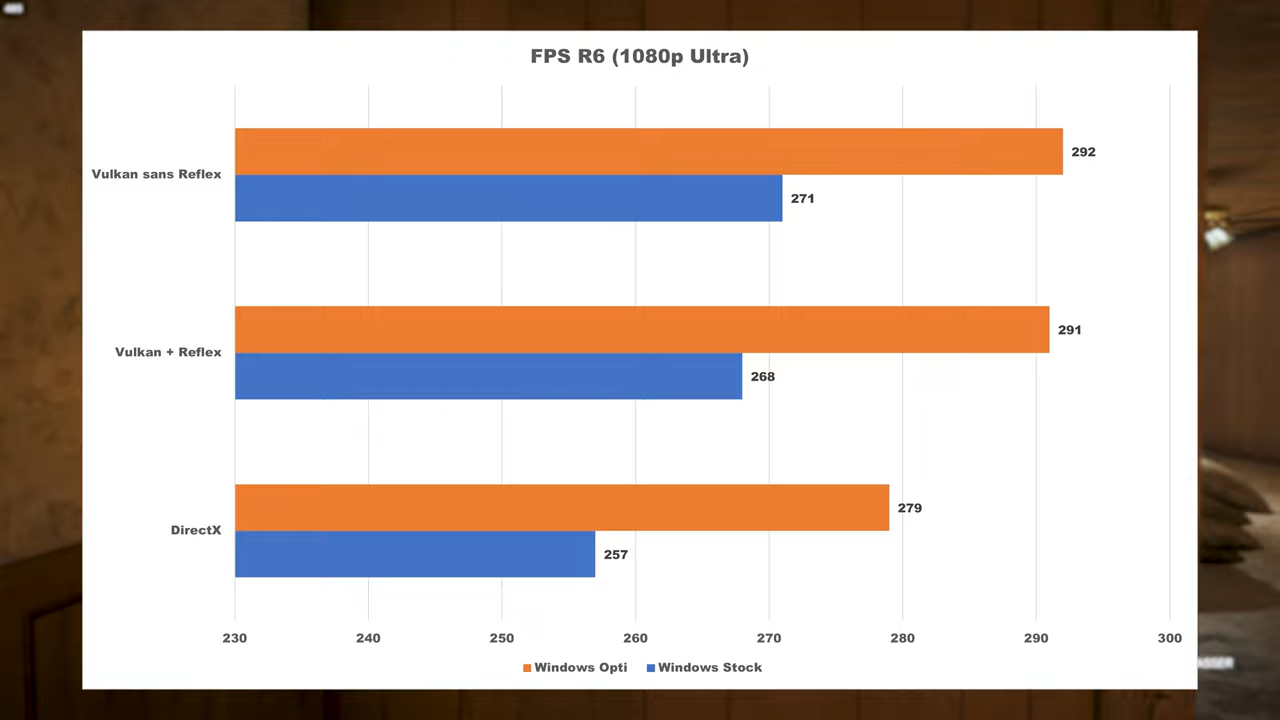 FPS R6 (1080p Ultra)
Vulkan sans Reflex
292
271
Vulkan + Reflex
291
268
DirectX
279
257
230 240 250 260 270 280 290 300
Windows Opti Windows Stock